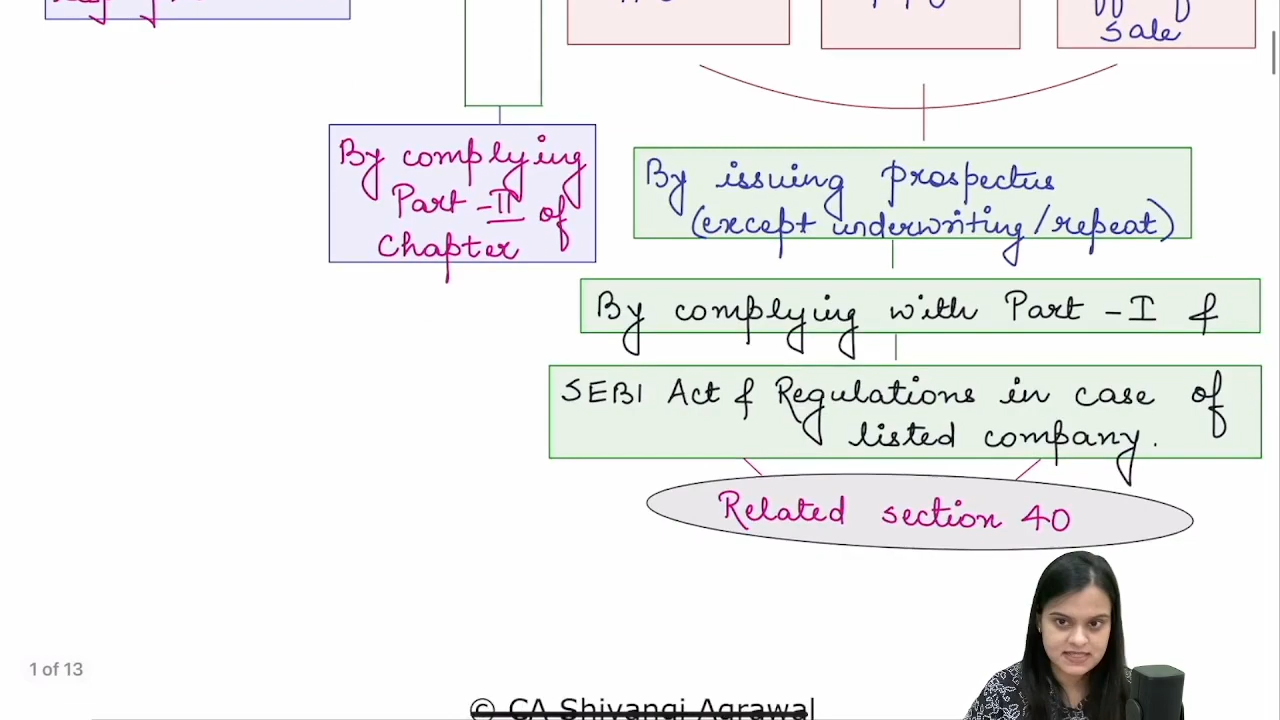 Sale
By complying
Part -II of
Chapter
By issuing prospectus
(except underwriting/repeat)
By complying with Part - I &
SEBI Act & Regulations in case of
listed company.
Related section 40
1 of 13
© CA Shivangi Agrawal